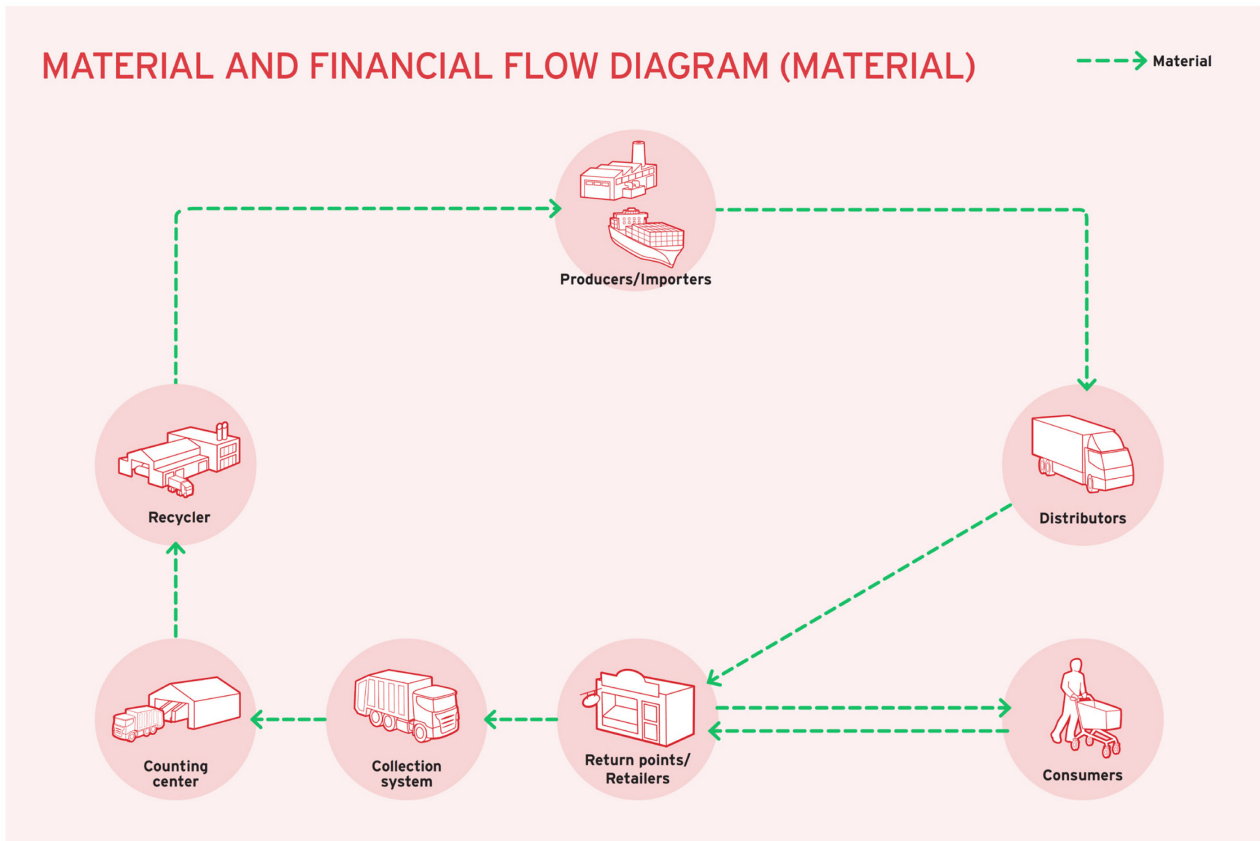 MATERIAL AND FINANCIAL FLOW DIAGRAM (MATERIAL)
Material
Producers/Importers
Recycler
Distributors
Counting
center
Collection
system
Return points/
Retailers
Consumers